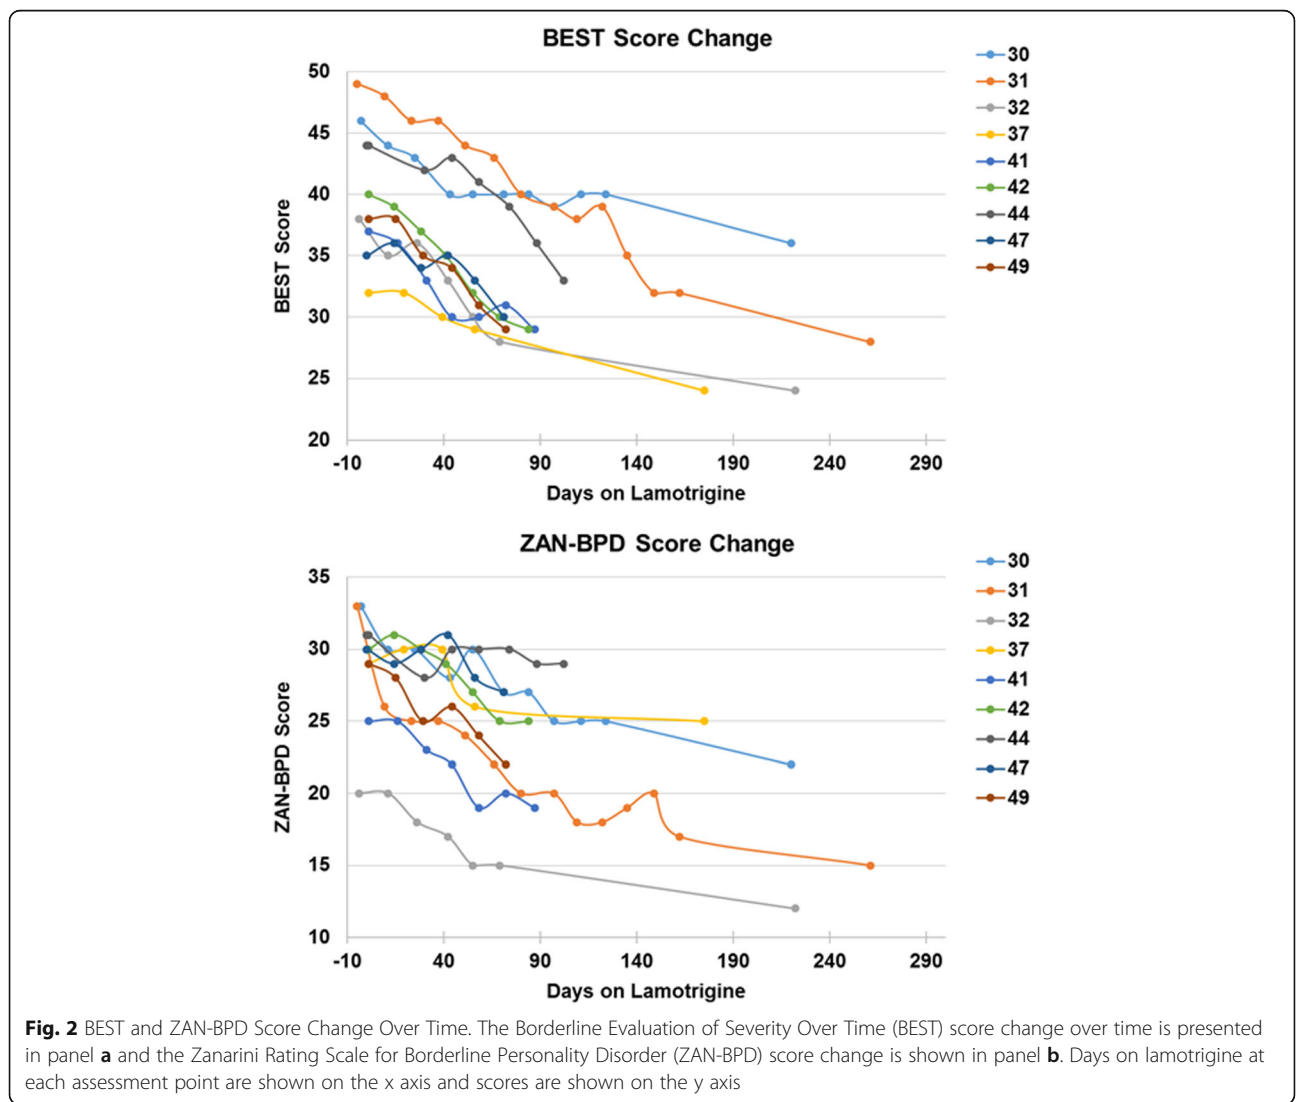 BEST Score Change
50
45
40
35
30
25
20
BEST Score
-10 40 90 140 190 240 290
Days on Lamotrigine
30
31
32
37
41
42
44
47
49
ZAN-BPD Score Change
35
30
25
20
15
10
ZAN-BPD Score
-10 40 90 140 190 240 290
Days on Lamotrigine
30
31
32
37
41
42
44
47
49
Fig. 2 BEST and ZAN-BPD Score Change Over Time. The Borderline Evaluation of Severity Over Time (BEST) score change over time is presented
in panel a and the Zanarini Rating Scale for Borderline Personality Disorder (ZAN-BPD) score change is shown in panel b. Days on lamotrigine at
each assessment point are shown on the x axis and scores are shown on the y axis